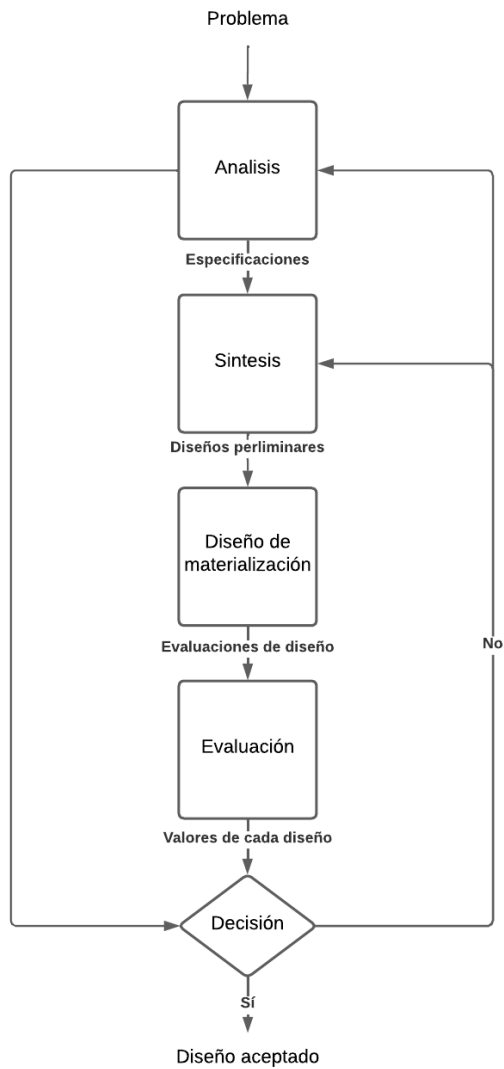 Problema
Analisis
Especificaciones
Sintesis
Diseños perliminares
Diseño de
materialización
Evaluaciones de diseño
No
Evaluación
Valores de cada diseño
Decisión
Sí
Diseño aceptado